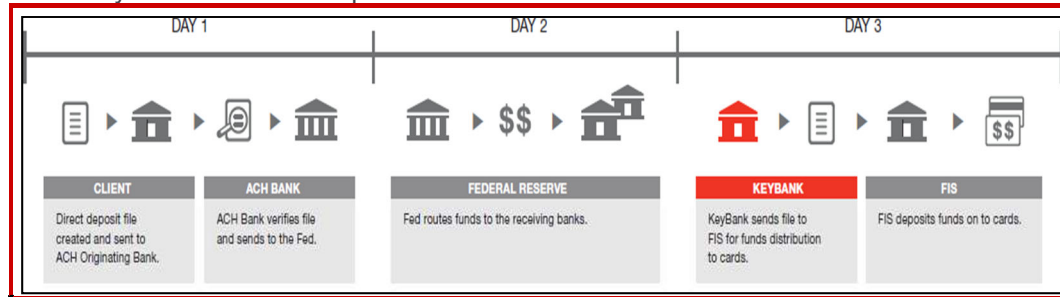 DAY 1
DAY 2
DAY 3
$$
$$
CLIENT
Direct deposit file
created and sent to
ACH Originating Bank.
ACH BANK
ACH Bank verifies file
and sends to the Fed.
FEDERAL RESERVE
Fed routes funds to the receiving banks.
KEYBANK
KeyBank sends file to
FIS for funds distribution
to cards.
FIS
FIS deposits funds on to cards.